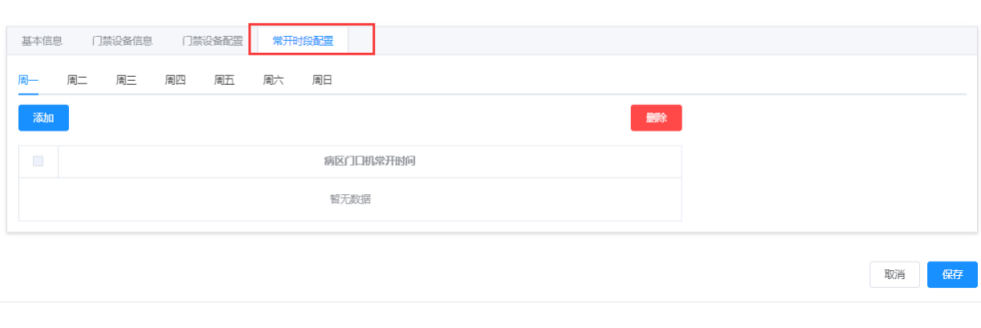 基本信息 门禁设备信息 门禁设备配置 常开时段配置
周一 周二 周三 周四 周五 周六 周日
添加 删除
病区门口机常开时间
暂无数据
取消 保存